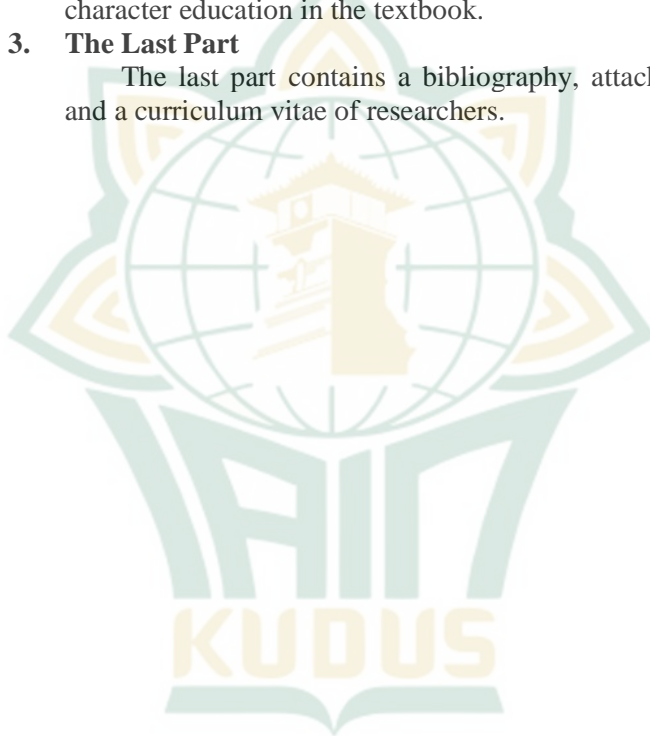 character education in the textbook.
3. The Last Part
The last part contains a bibliography,
and a curriculum vitae of researchers.
IAIN
KUDUS